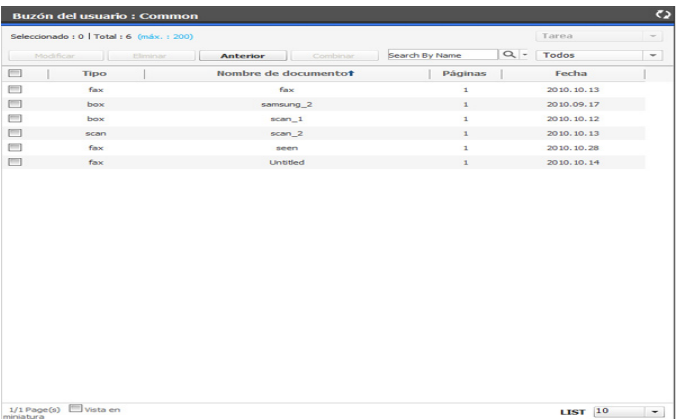 Buzón del usuario : Common
Seleccionado : 0 | Total : 6 (máx. : 200)
Tarea
Modificar Eliminar Anterior Combinar Search By Name Todos
Tipo Nombre de documento↑ Páginas Fecha
fax fax 1 2010.10.13
box samsung_2 1 2010.09.17
box scan_1 1 2010.10.12
scan scan_2 1 2010.10.13
fax seen 1 2010.10.28
fax Untitled 1 2010.10.14
1/1 Page(s) Vista en
miniatura
LIST 10